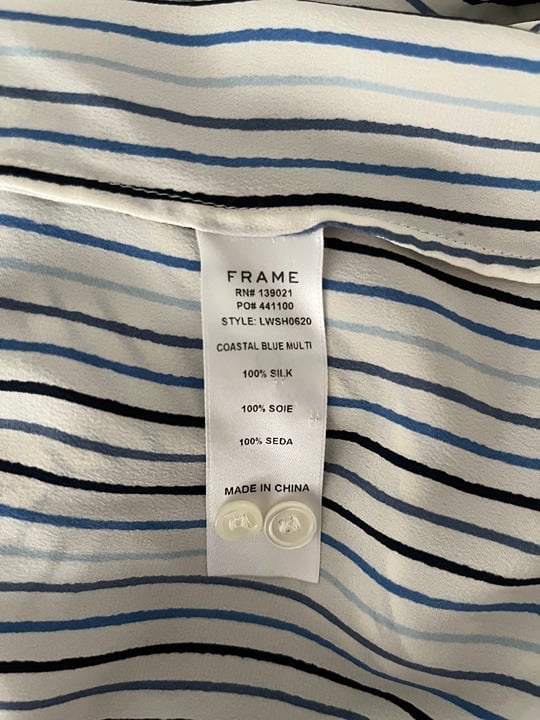 FRAME
RN# 139021
PO# 441100
STYLE: LWSH0620
COASTAL BLUE MULTI
100% SILK
100% SOIE
100% SEDA
MADE IN CHINA